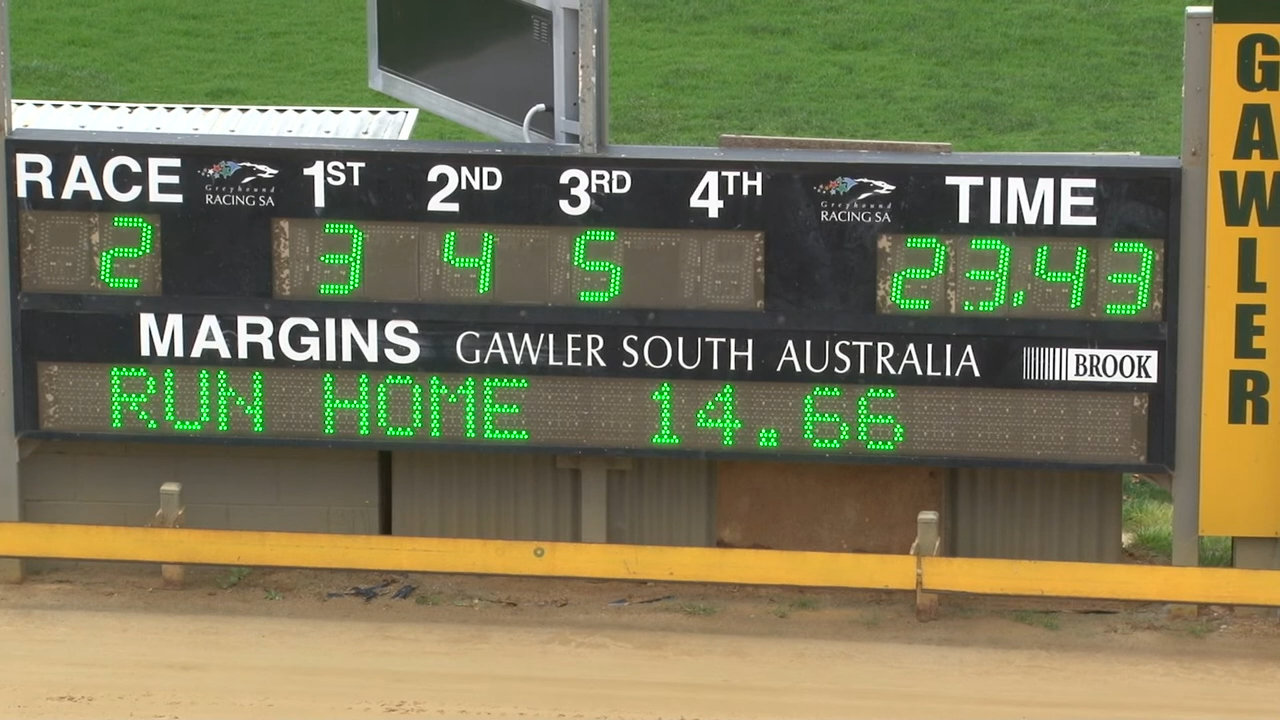 RACE Greyhound RACING SA 1ST 2ND 3RD 4TH Greyhound RACING SA TIME
2 3 4 5 23.43
MARGINS GAWLER SOUTH AUSTRALIA BROOK
RUN HOME 14.66
GAWLER